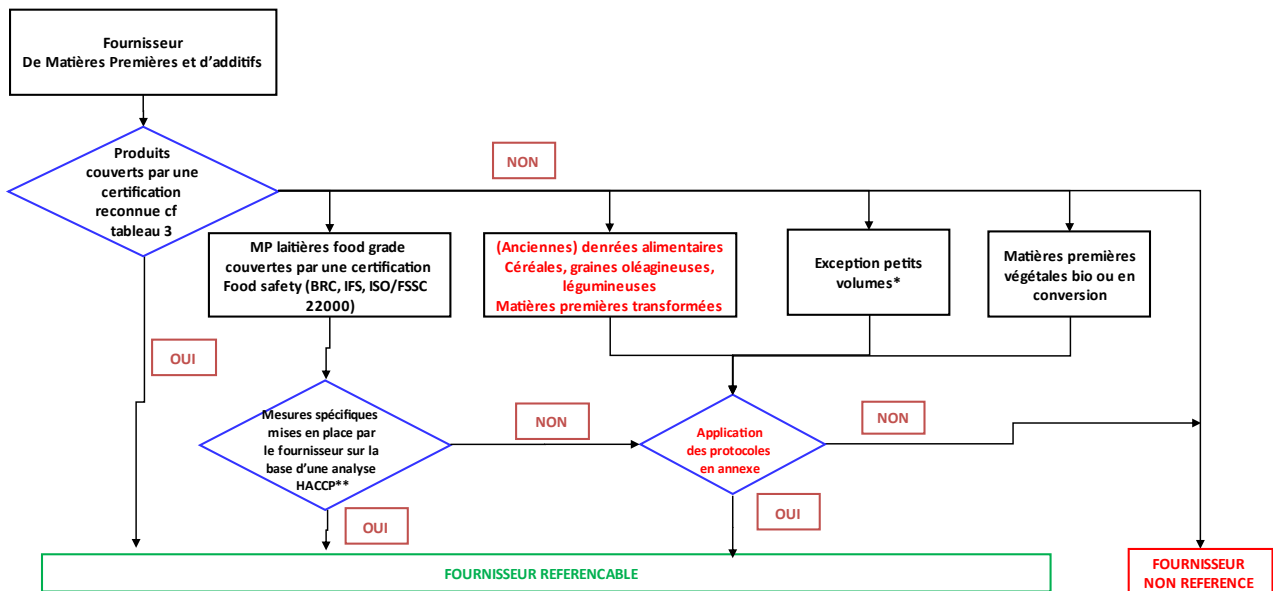 Fournisseur
De Matières Premières et d'additifs
Produits
couverts par une
certification
reconnue cf
tableau 3
NON
MP laitières food grade
couvertes par une certification
Food safety (BRC, IFS, ISO/FSSC
22000)
(Anciennes) denrées alimentaires
Céréales, graines oléagineuses,
légumineuses
Matières premières transformées
Exception petits
volumes*
Matières premières
végétales bio ou en
conversion
OUI
Mesures spécifiques
mises en place par
le fournisseur sur la
base d'une analyse
HACCP**
NON
Application
des protocoles
en annexe
NON
OUI
OUI
FOURNISSEUR REFERENCABLE
FOURNISSEUR
NON REFERENCE